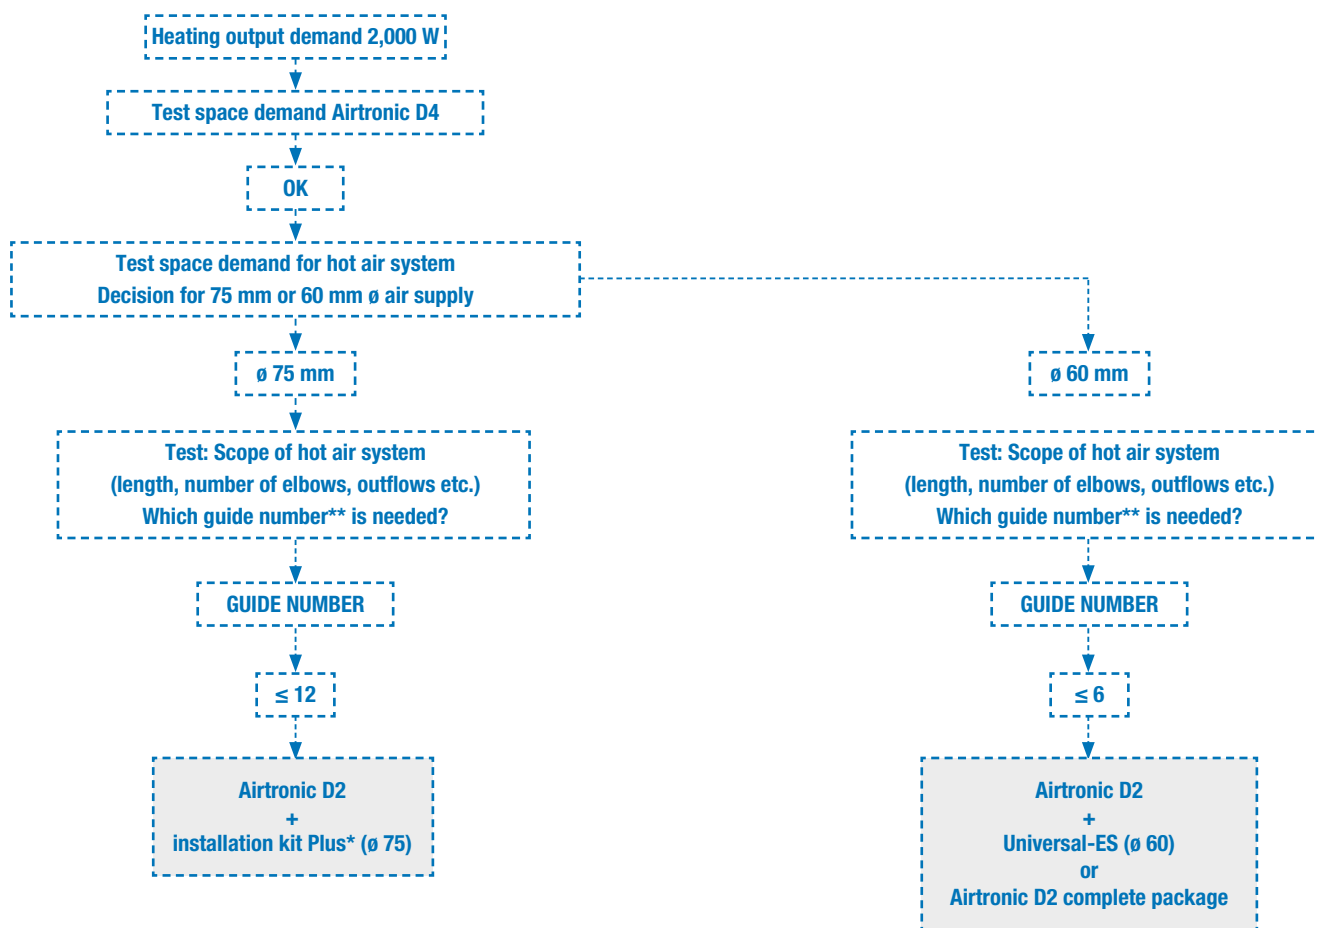 Heating output demand 2,000 W
Test space demand Airtronic D4
OK
Test space demand for hot air system
Decision for 75 mm or 60 mm ø air supply
ø 75 mm
Test: Scope of hot air system
(length, number of elbows, outflows etc.)
Which guide number** is needed?
GUIDE NUMBER
≤ 12
Airtronic D2
+
installation kit Plus* (ø 75)
ø 60 mm
Test: Scope of hot air system
(length, number of elbows, outflows etc.)
Which guide number** is needed?
GUIDE NUMBER
≤ 6
Airtronic D2
+
Universal-ES (ø 60)
or
Airtronic D2 complete package